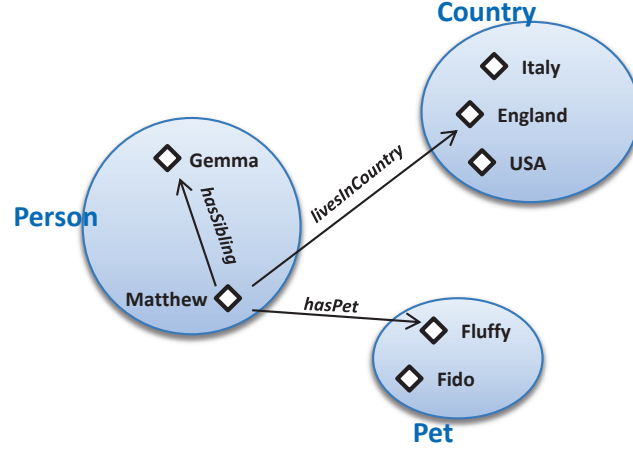 Country
Italy
England
USA
Gemma
livesInCountry
hasSibling
Person
Matthew
hasPet
Fluffy
Fido
Pet